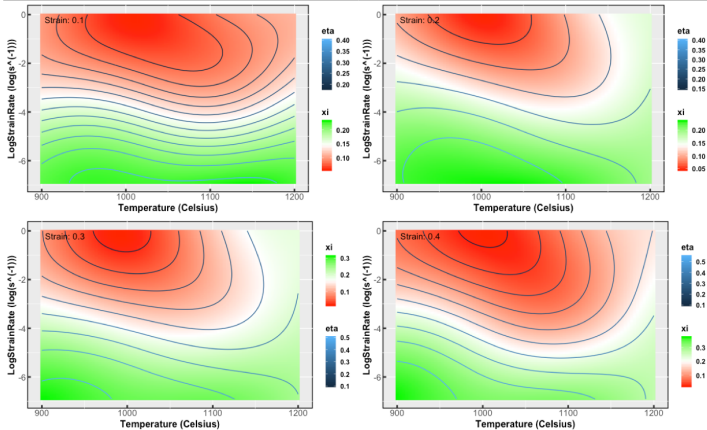 Strain: 0.1
0
-2
-4
-6
LogStrainRate (log(s^(-1)))
900 1000 1100 1200
Temperature (Celsius)
eta
0.40
0.35
0.30
0.25
0.20
xi
0.20
0.15
0.10
Strain: 0.2
0
-2
-4
-6
LogStrainRate (log(s^(-1)))
900 1000 1100 1200
Temperature (Celsius)
eta
0.40
0.35
0.30
0.25
0.20
0.15
xi
0.20
0.15
0.10
0.05
Strain: 0.3
0
-2
-4
-6
LogStrainRate (log(s^(-1)))
900 1000 1100 1200
Temperature (Celsius)
xi
0.3
0.2
0.1
eta
0.5
0.4
0.3
0.2
0.1
Strain: 0.4
0
-2
-4
-6
LogStrainRate (log(s^(-1)))
900 1000 1100 1200
Temperature (Celsius)
eta
0.5
0.4
0.3
0.2
0.1
xi
0.3
0.2
0.1